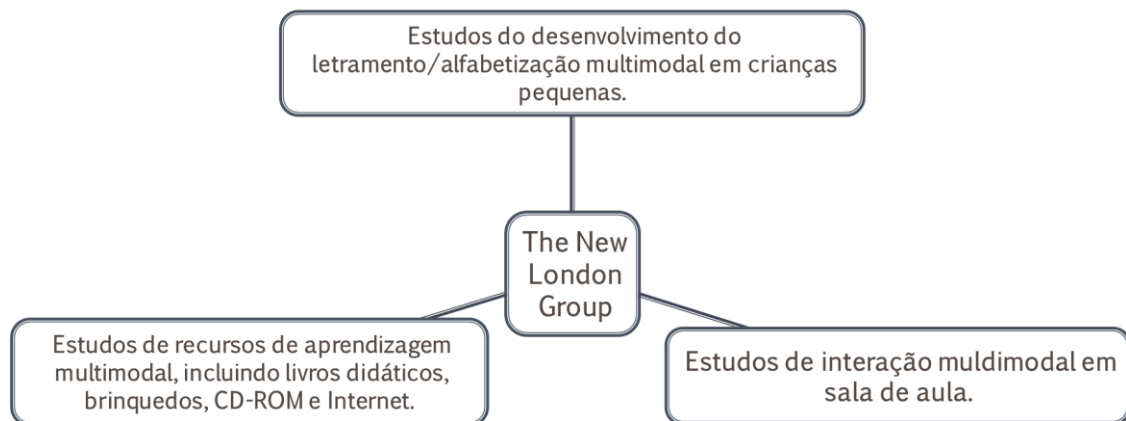 Estudos do desenvolvimento do
letramento/alfabetização multimodal em crianças
pequenas.
The New
London
Group
Estudos de recursos de aprendizagem
multimodal, incluindo livros didáticos,
brinquedos, CD-ROM e Internet.
Estudos de interação muldimodal em
sala de aula.